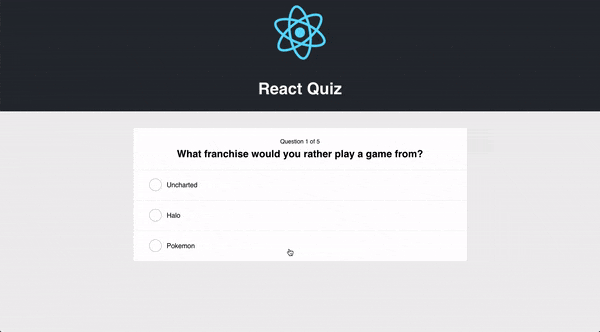 React Quiz
Question 1 of 5
What franchise would you rather play a game from?
Uncharted
Halo
Pokemon